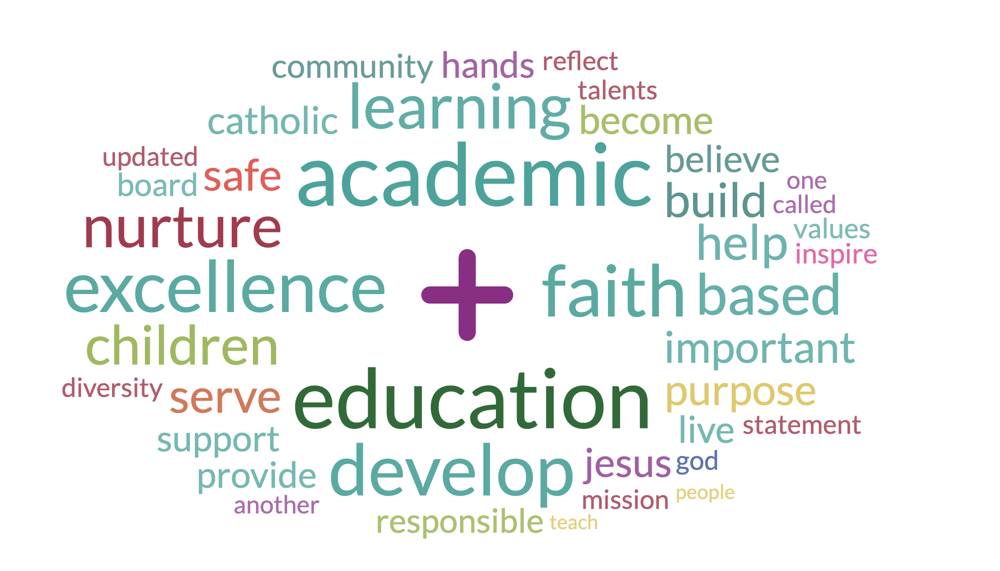 community hands reflect
talents
learning
catholic become
updated
board safe academic believe
one
build called
nurture
help values
inspire
excellence + faith based
children important
diversity serve education purpose
live statement
support
develop jesus god
provide
another mission people
responsible teach